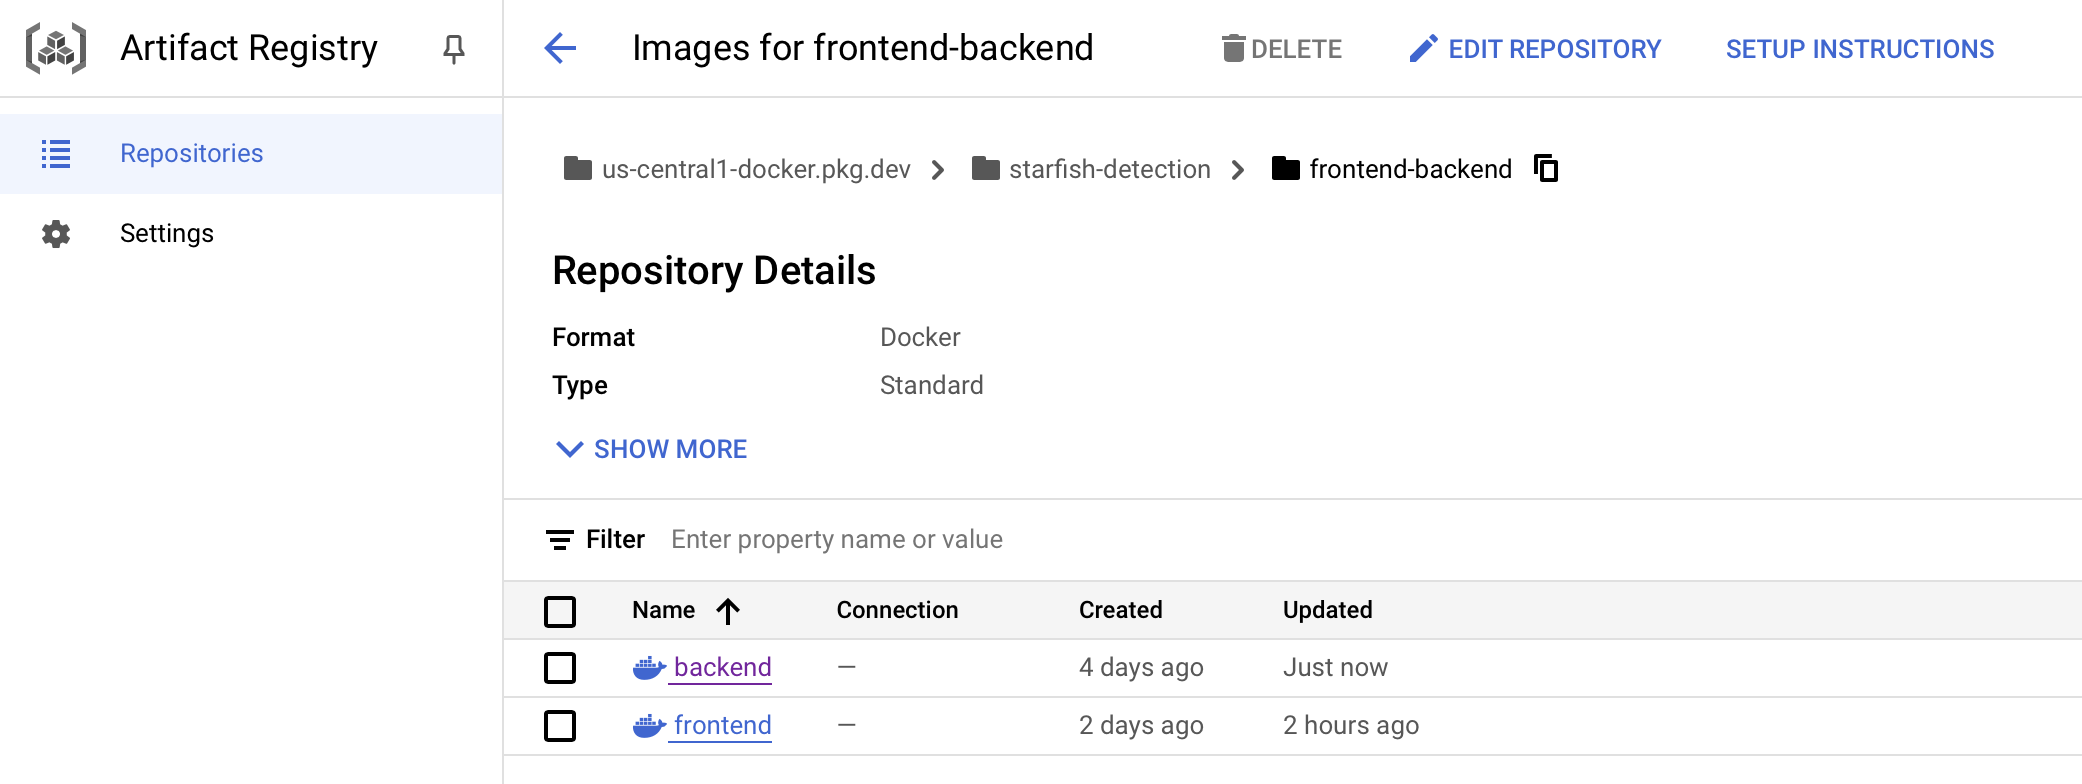 Artifact Registry
Images for frontend-backend
DELETE
EDIT REPOSITORY
SETUP INSTRUCTIONS
Repositories
Settings
us-central1-docker.pkg.dev
starfish-detection
frontend-backend
Repository Details
Format Docker
Type Standard
SHOW MORE
Filter Enter property name or value
Name Connection Created Updated
backend — 4 days ago Just now
frontend — 2 days ago 2 hours ago